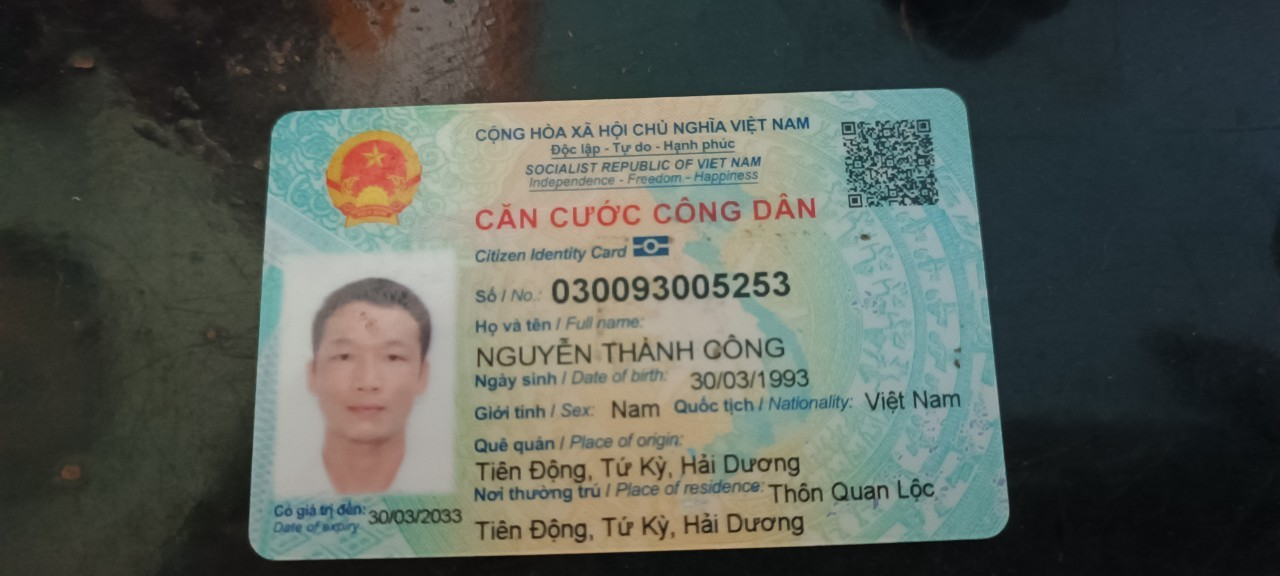 CỘNG HÒA XÃ HỘI CHỦ NGHĨA VIỆT NAM
Độc lập - Tự do - Hạnh phúc
SOCIALIST REPUBLIC OF VIET NAM
Independence - Freedom - Happiness
CĂN CƯỚC CÔNG DÂN
Citizen Identity Card
Số / No.: 030093005253
Họ và tên / Full name:
NGUYỄN THÀNH CÔNG
Ngày sinh / Date of birth: 30/03/1993
Giới tính / Sex: Nam Quốc tịch / Nationality: Việt Nam
Quê quán / Place of origin:
Tiên Động, Tứ Kỳ, Hải Dương
Nơi thường trú / Place of residence: Thôn Quan Lộc
Tiên Động, Tứ Kỳ, Hải Dương
Có giá trị đến: 30/03/2033
Date of expiry